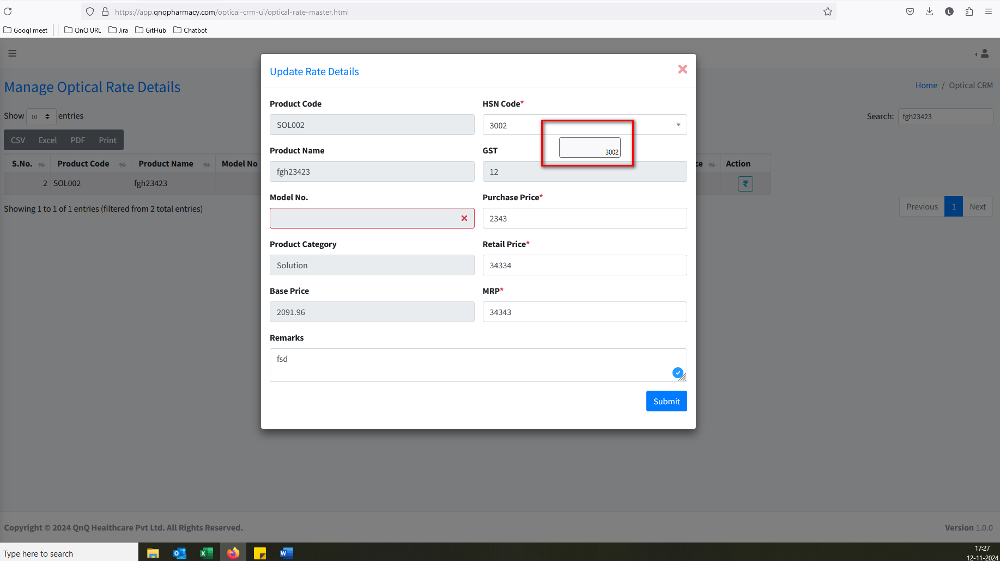 https://app.qnqpharmacy.com/optical-crm-ui/optical-rate-master.html
L
Googl meet
QnQ URL
Jira
GitHub
Chatbot
Update Rate Details
Manage Optical Rate Details
Home / Optical CRM
Show 10 entries
Search: fgh23423
CSV Excel PDF Print
S.No. Product Code Product Name Model No
ce Action
2 SOL002 fgh23423
₹
Showing 1 to 1 of 1 entries (filtered from 2 total entries)
Previous 1 Next
Product Code
SOL002
HSN Code*
3002
3002
Product Name
fgh23423
GST
12
Model No.
Purchase Price*
2343
Product Category
Solution
Retail Price*
34334
Base Price
2091.96
MRP*
34343
Remarks
fsd
Submit
Copyright © 2024 QnQ Healthcare Pvt Ltd. All Rights Reserved.
Version 1.0.0
Type here to search
17:27
12-11-2024